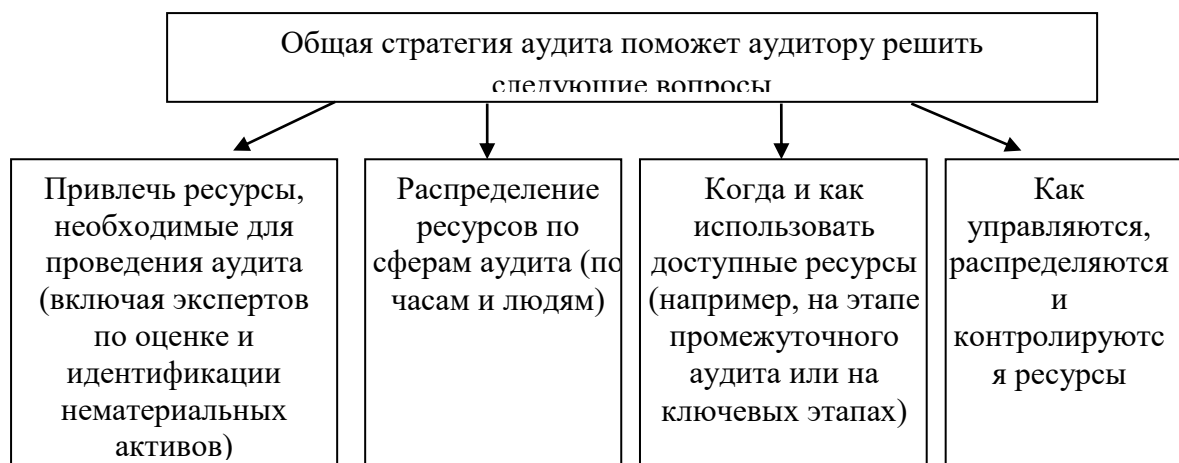 Общая стратегия аудита поможет аудитору решить
следующие вопросы
Привлечь ресурсы,
необходимые для
проведения аудита
(включая экспертов
по оценке и
идентификации
нематериальных
активов)
Распределение
ресурсов по
сферам аудита (по
часам и людям)
Когда и как
использовать
доступные ресурсы
(например, на этапе
промежуточного
аудита или на
ключевых этапах)
Как
управляются,
распределяются
и
контролируютс
я ресурсы